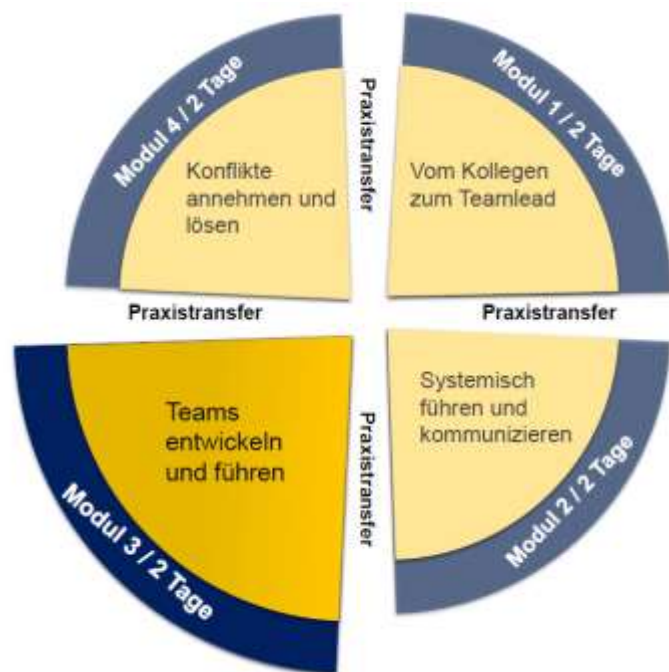 Modul 4 / 2 Tage
Konflikte
annehmen und
lösen
Praxistransfer
Modul 1 / 2 Tage
Vom Kollegen
zum Teamlead
Praxistransfer
Praxistransfer
Teams
entwickeln
und führen
Modul 3 / 2 Tage
Praxistransfer
Systemisch
führen und
kommunizieren
Modul 2 / 2 Tage